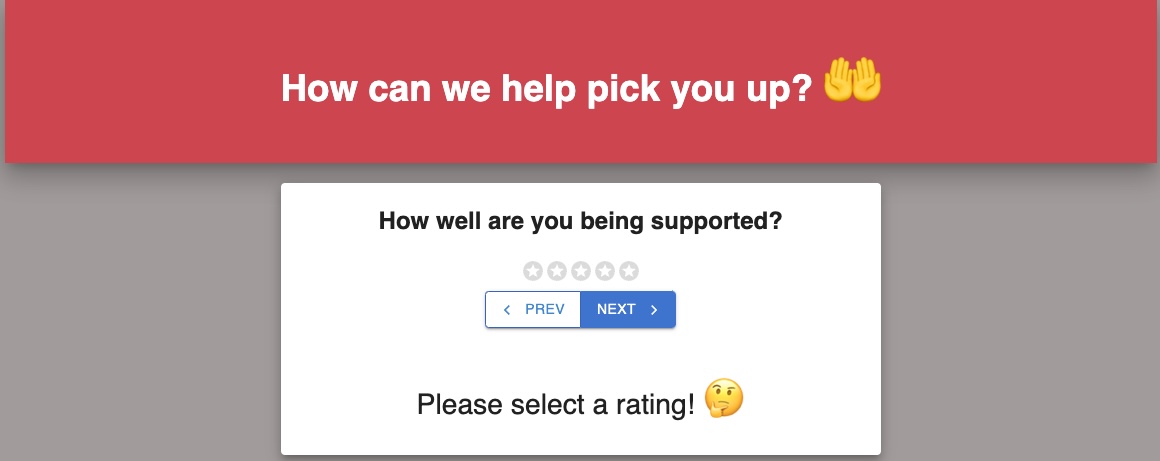 How can we help pick you up? 🤲
How well are you being supported?
PREV NEXT
Please select a rating! 🤔